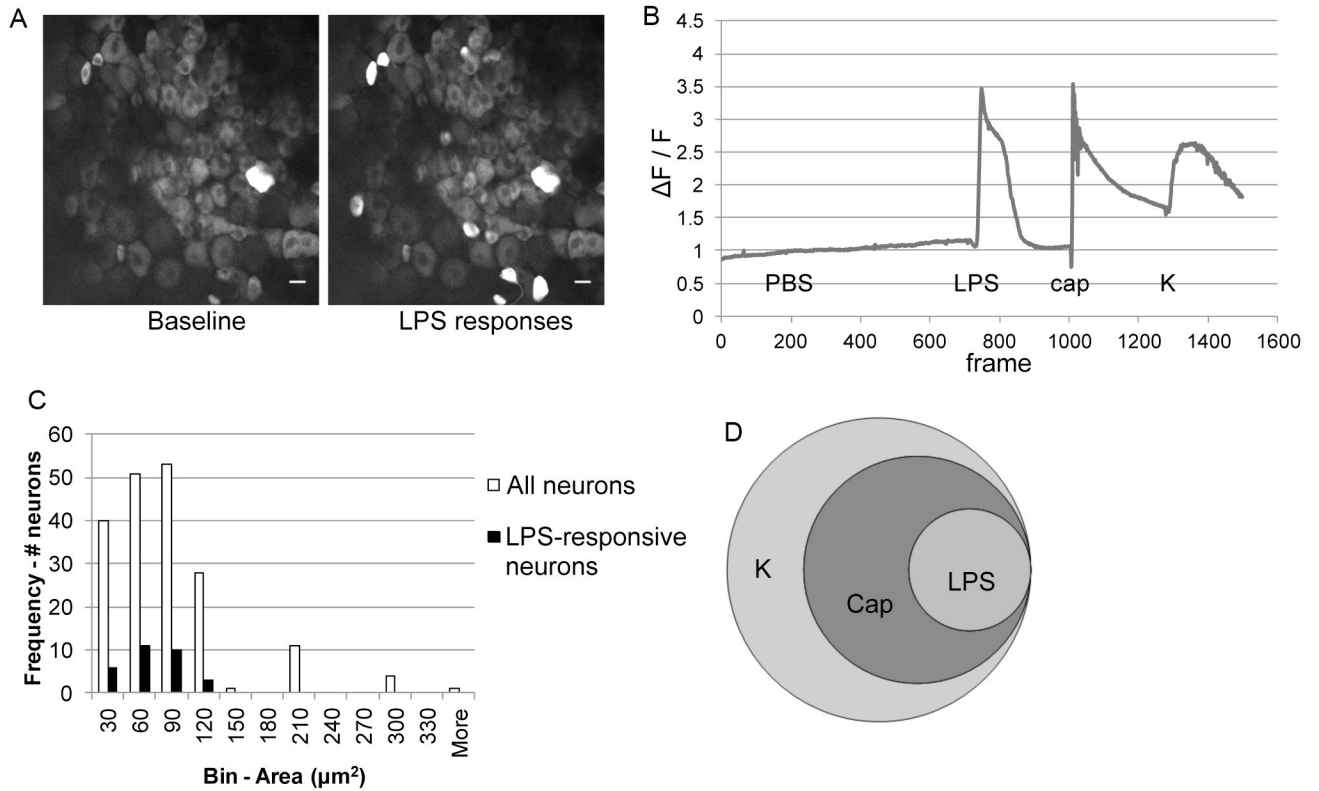 A
Baseline
LPS responses
B
ΔF / F
4.5
4
3.5
3
2.5
2
1.5
1
0.5
0
PBS
LPS
cap
K
0
200
400
600
800
1000
1200
1400
1600
frame
C
Frequency - # neurons
60
50
40
30
20
10
0
30
60
90
120
150
180
210
240
270
300
330
More
Bin - Area (µm²)
All neurons
LPS-responsive
neurons
D
K
Cap
LPS